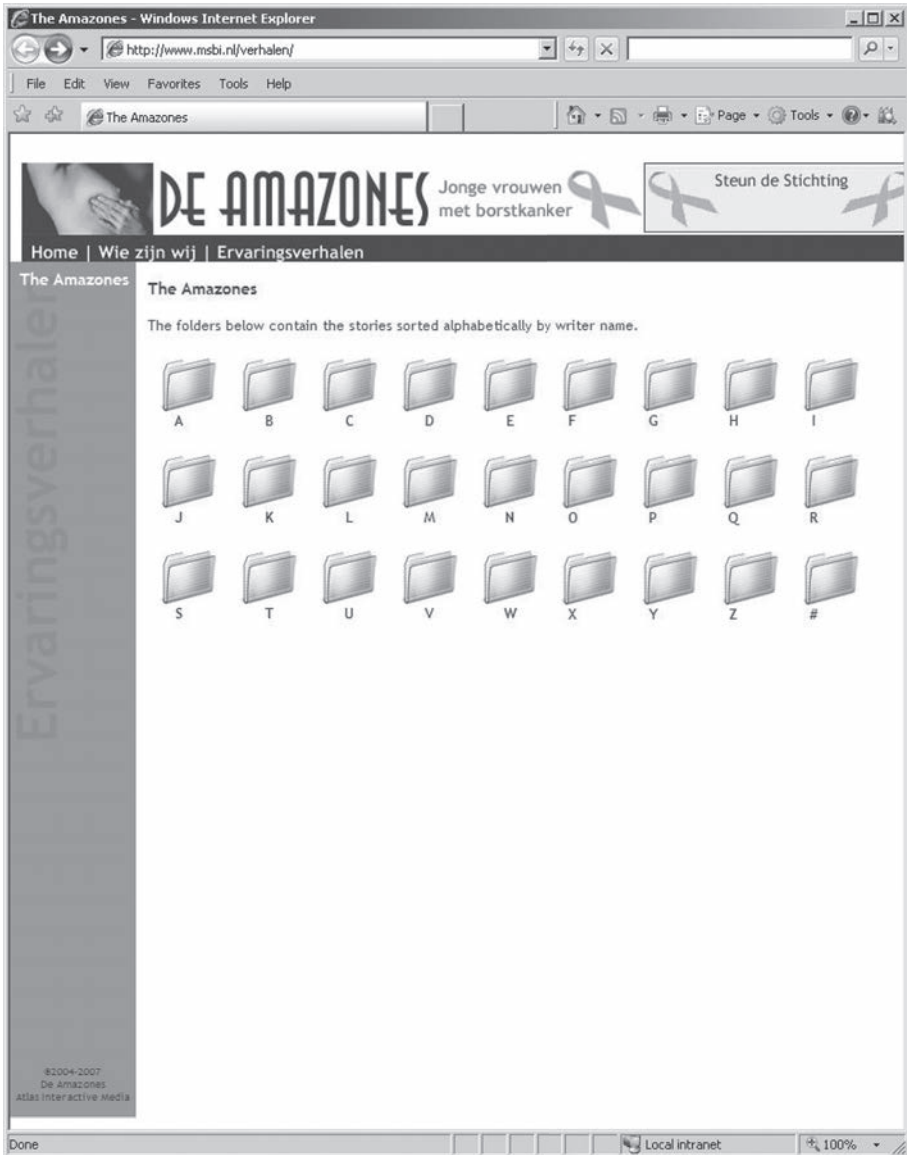 The Amazones - Windows Internet Explorer
http://www.msbi.nl/verhalen/
File Edit View Favorites Tools Help
The Amazones
Page Tools
DE AMAZONES
Jonge vrouwen
met borstkanker
Steun de Stichting
Home | Wie zijn wij | Ervaringsverhalen
The Amazones
Ervaringsverhalen
The Amazones
The folders below contain the stories sorted alphabetically by writer name.
A B C D E F G H I
J K L M N O P Q R
S T U V W X Y Z #
©2004-2007
De Amazones
Atlas Interactive Media
Done Local intranet 100%